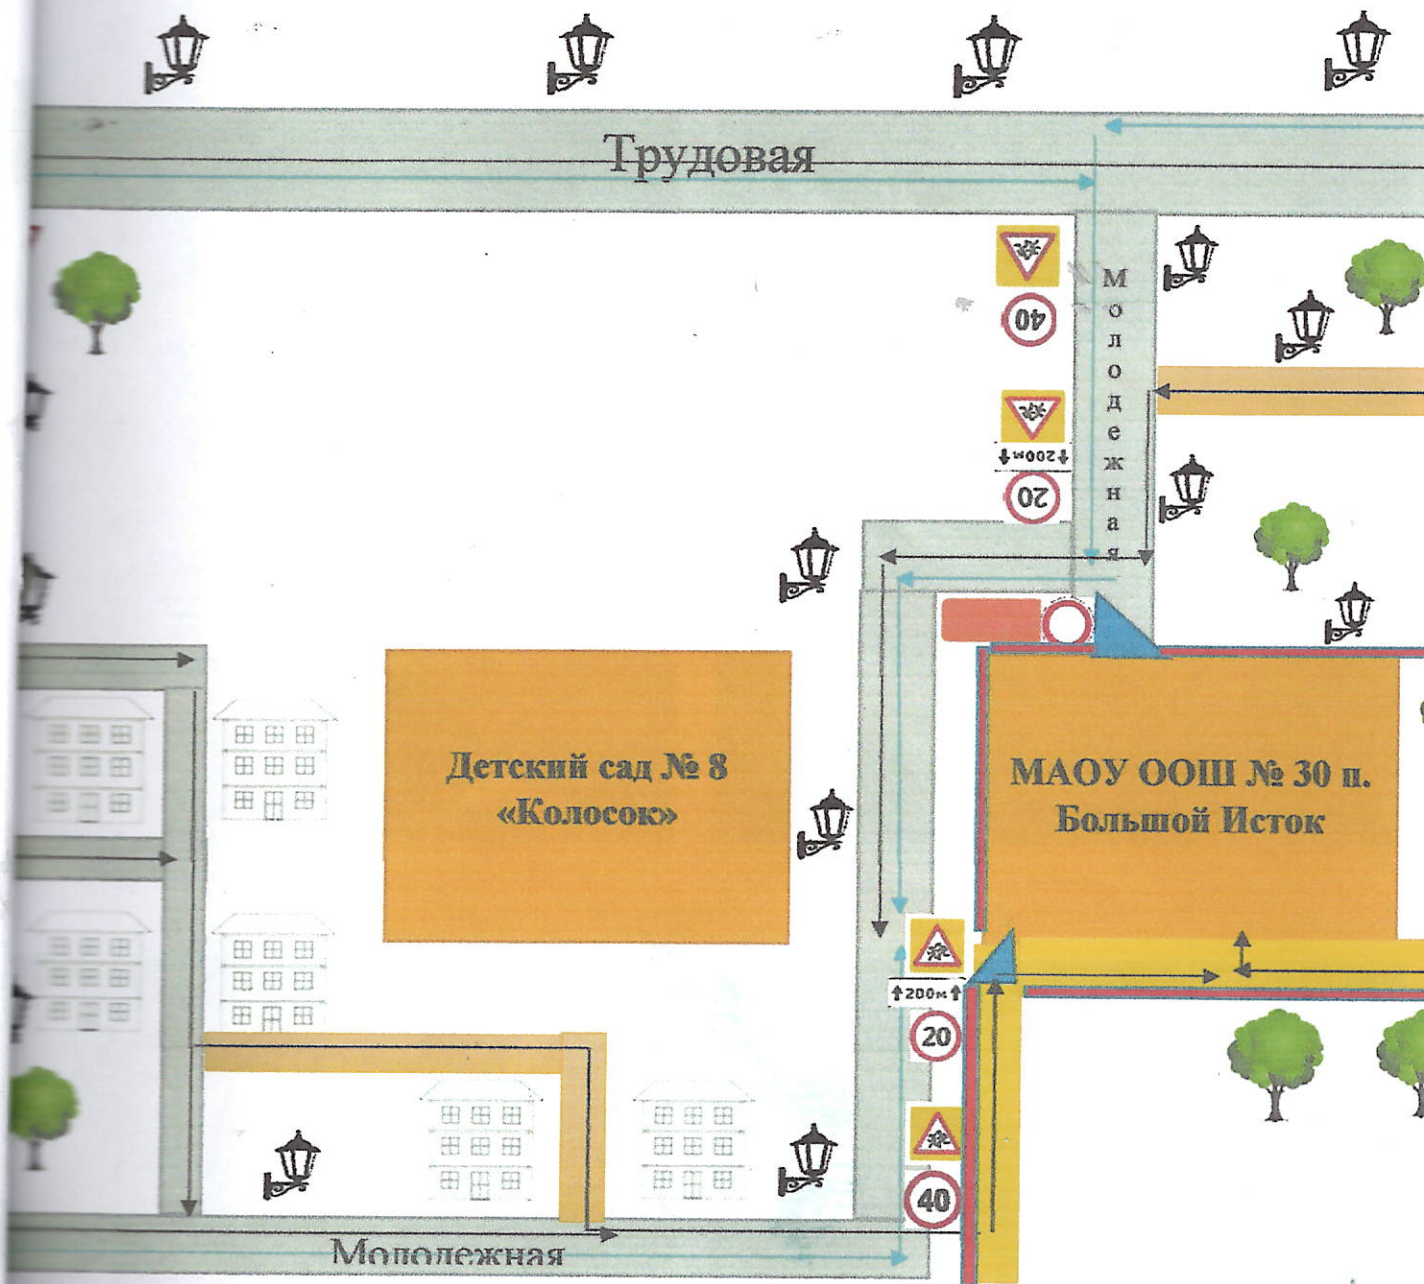 Трудовая
Молодежная
40
200м
20
Детский сад № 8
«Колосок»
МАОУ ООШ № 30 п.
Большой Исток
200м
20
40
Молодежная